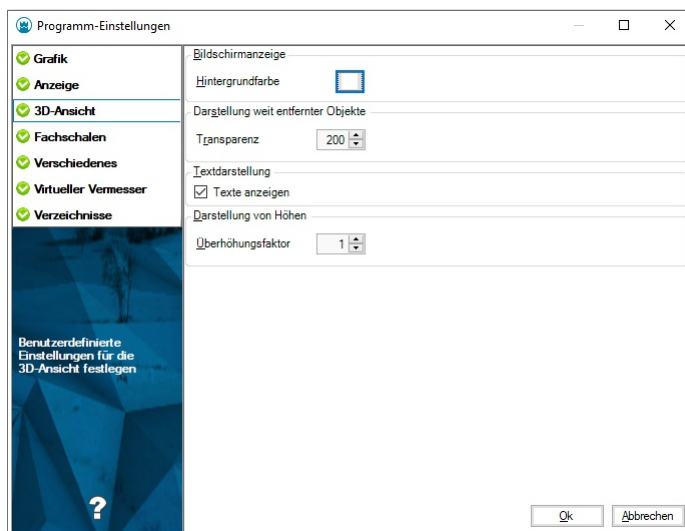 Programm-Einstellungen
Grafik
Anzeige
3D-Ansicht
Fachschalen
Verschiedenes
Virtueller Vermesser
Verzeichnisse
Benutzerdefinierte
Einstellungen für die
3D-Ansicht festlegen
?
Bildschirmanzeige
Hintergrundfarbe
Darstellung weit entfernter Objekte
Transparenz 200
Textdarstellung
Texte anzeigen
Darstellung von Höhen
Überhöhungsfaktor 1
Ok Abbrechen